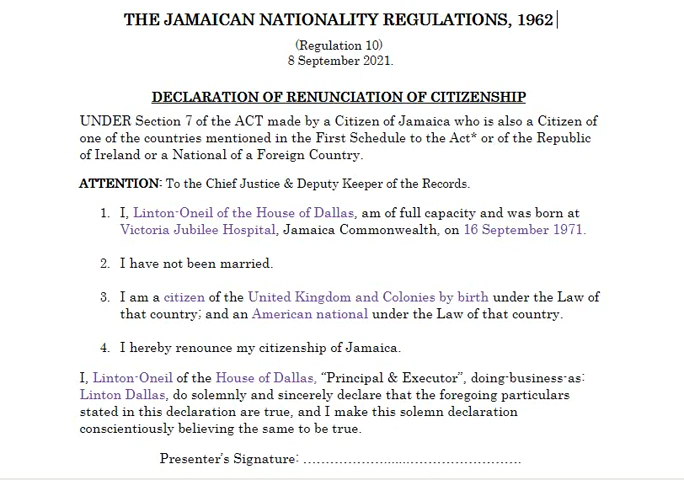 THE JAMAICAN NATIONALITY REGULATIONS, 1962
(Regulation 10)
8 September 2021.
DECLARATION OF RENUNCIATION OF CITIZENSHIP
UNDER Section 7 of the ACT made by a Citizen of Jamaica who is also a Citizen of
one of the countries mentioned in the First Schedule to the Act* or of the Republic
of Ireland or a National of a Foreign Country.
ATTENTION: To the Chief Justice & Deputy Keeper of the Records.
1. I, Linton-Oneil of the House of Dallas, am of full capacity and was born at
Victoria Jubilee Hospital, Jamaica Commonwealth, on 16 September 1971.
2. I have not been married.
3. I am a citizen of the United Kingdom and Colonies by birth under the Law of
that country; and an American national under the Law of that country.
4. I hereby renounce my citizenship of Jamaica.
I, Linton-Oneil of the House of Dallas, “Principal & Executor”, doing-business-as:
Linton Dallas, do solemnly and sincerely declare that the foregoing particulars
stated in this declaration are true, and I make this solemn declaration
conscientiously believing the same to be true.
Presenter's Signature: ……………….......…………………….